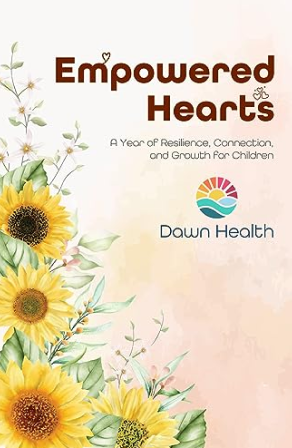 Empowered
Hearts
A Year of Resilience, Connection,
and Growth for Children
Dawn Health